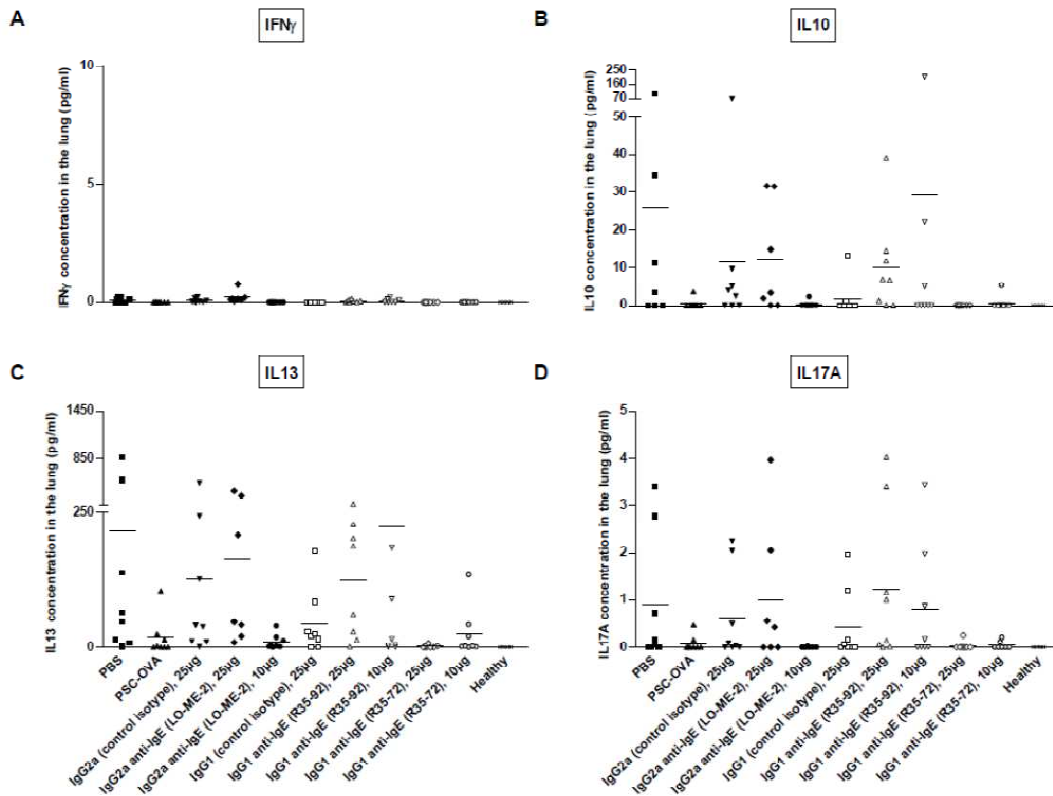 A
IFNγ
IFNγ concentration in the lung (pg/ml)
10
5
0
B
IL10
IL10 concentration in the lung (pg/ml)
250
160
70
50
40
30
20
10
0
C
IL13
IL13 concentration in the lung (pg/ml)
1450
850
250
0
PBS
PSC-OVA
IgG2a (control isotype), 25µg
IgG2a anti-IgE (LO-ME-2), 25µg
IgG2a anti-IgE (LO-ME-2), 10µg
IgG1 (control isotype), 25µg
IgG1 anti-IgE (R35-92), 25µg
IgG1 anti-IgE (R35-92), 10µg
IgG1 anti-IgE (R35-72), 25µg
IgG1 anti-IgE (R35-72), 10µg
Healthy
D
IL17A
IL17A concentration in the lung (pg/ml)
5
4
3
2
1
0
PBS
PSC-OVA
IgG2a (control isotype), 25µg
IgG2a anti-IgE (LO-ME-2), 25µg
IgG2a anti-IgE (LO-ME-2), 10µg
IgG1 (control isotype), 25µg
IgG1 anti-IgE (R35-92), 25µg
IgG1 anti-IgE (R35-92), 10µg
IgG1 anti-IgE (R35-72), 25µg
IgG1 anti-IgE (R35-72), 10µg
Healthy